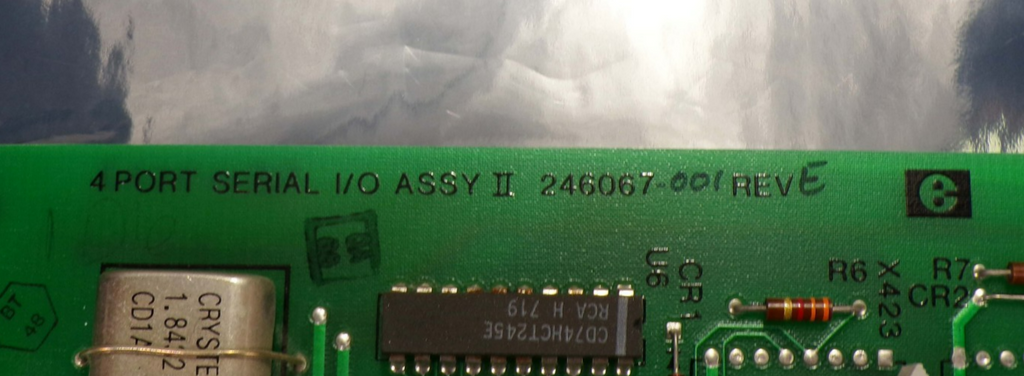 4 PORT SERIAL I/O ASSY II 246067-001 REV E
U6
CR1
R6
X423
R7
CR2
BT
48
CRYSTE
1.8432
CD1A
CD74HCT245E
RCA H 719